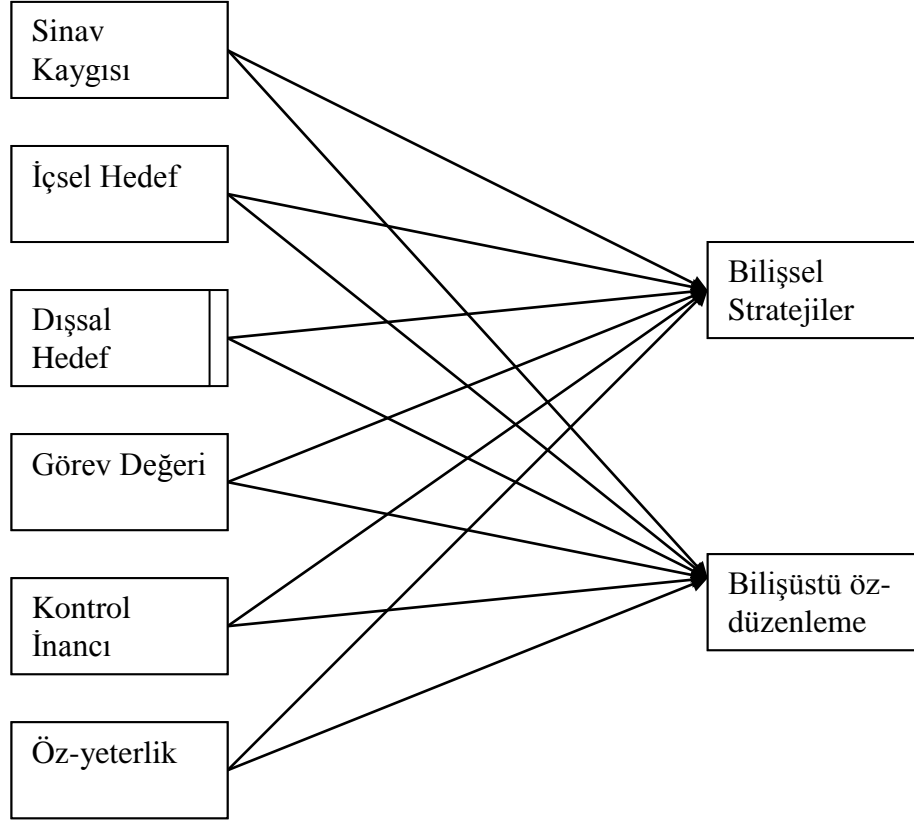 Sinav
Kaygısı
İçsel Hedef
Dışsal
Hedef
Görev Değeri
Kontrol
İnancı
Öz-yeterlik
Bilişsel
Stratejiler
Bilişüstü öz-
düzenleme